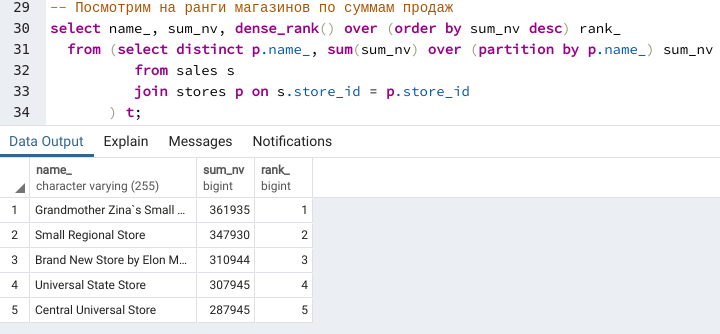 29 -- Посмотрим на ранги магазинов по суммам продаж
30 select name_, sum_nv, dense_rank() over (order by sum_nv desc) rank_
31 from (select distinct p.name_, sum(sum_nv) over (partition by p.name_) sum_nv
32 from sales s
33 join stores p on s.store_id = p.store_id
34 ) t;
Data Output Explain Messages Notifications
name_ sum_nv rank_
character varying (255) bigint bigint
1 Grandmother Zina`s Small ... 361935 1
2 Small Regional Store 347930 2
3 Brand New Store by Elon M... 310944 3
4 Universal State Store 307945 4
5 Central Universal Store 287945 5